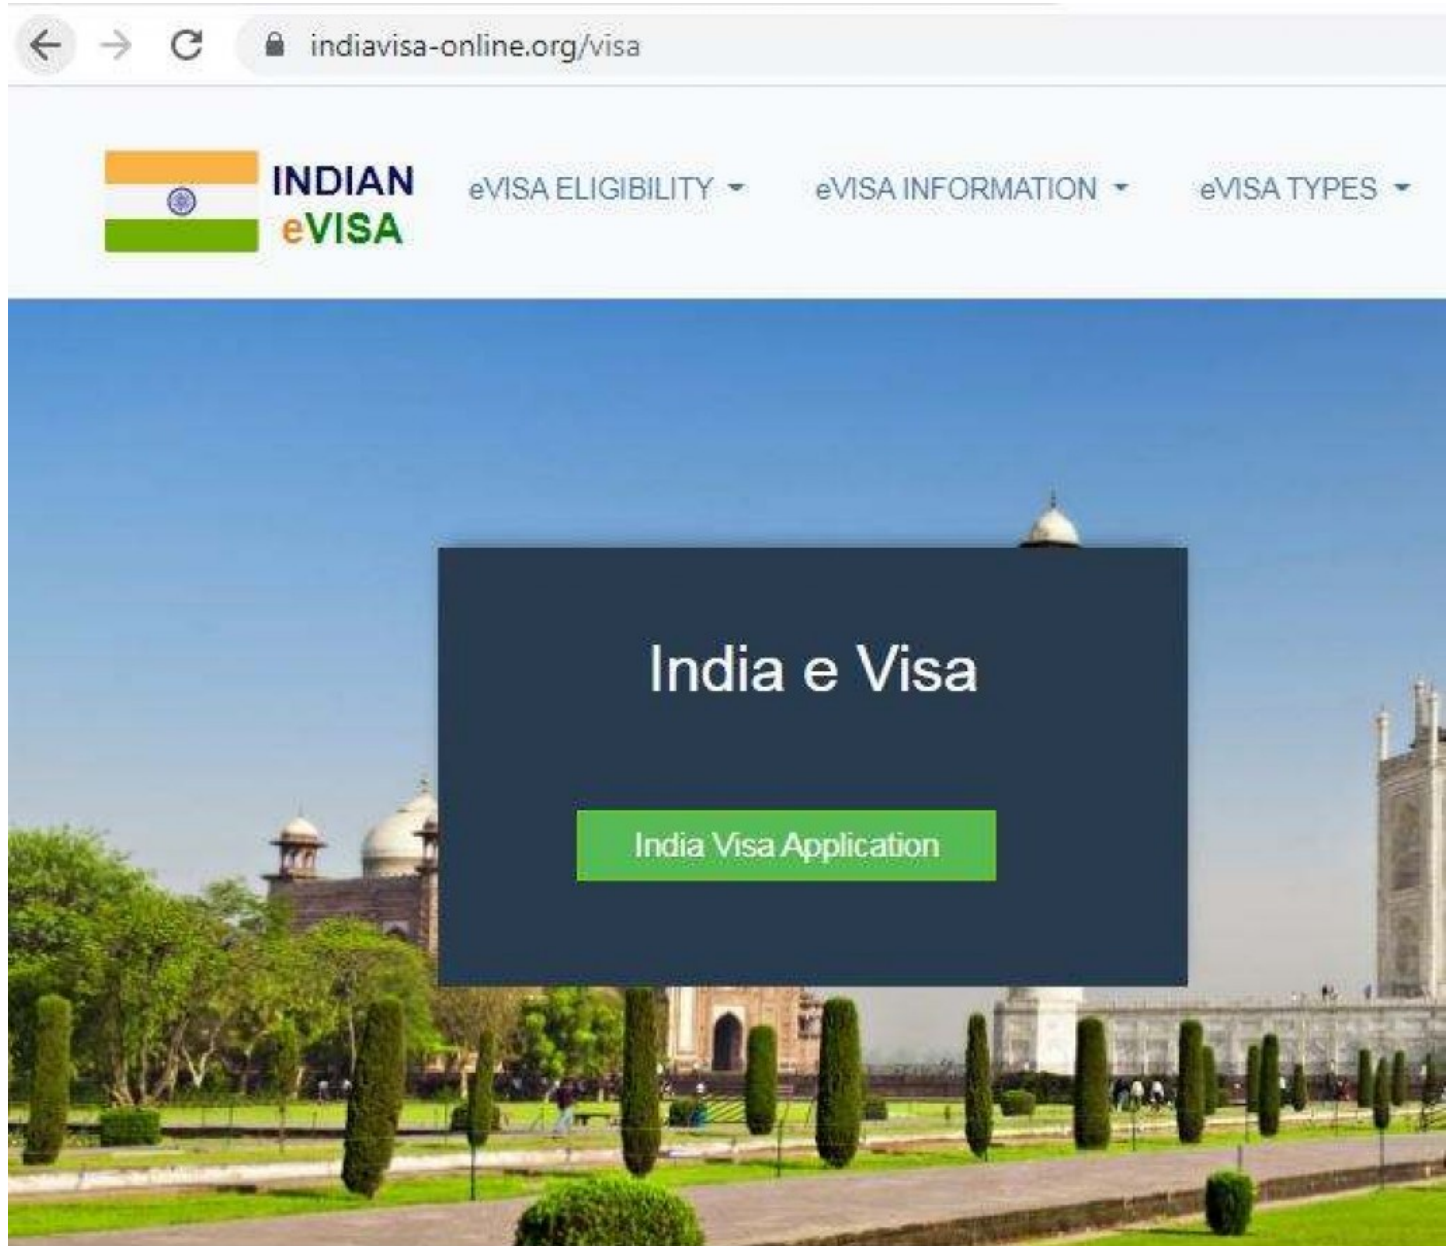 indiavisa-online.org/visa
INDIAN
eVISA
eVISA ELIGIBILITY
eVISA INFORMATION
eVISA TYPES
India e Visa
India Visa Application